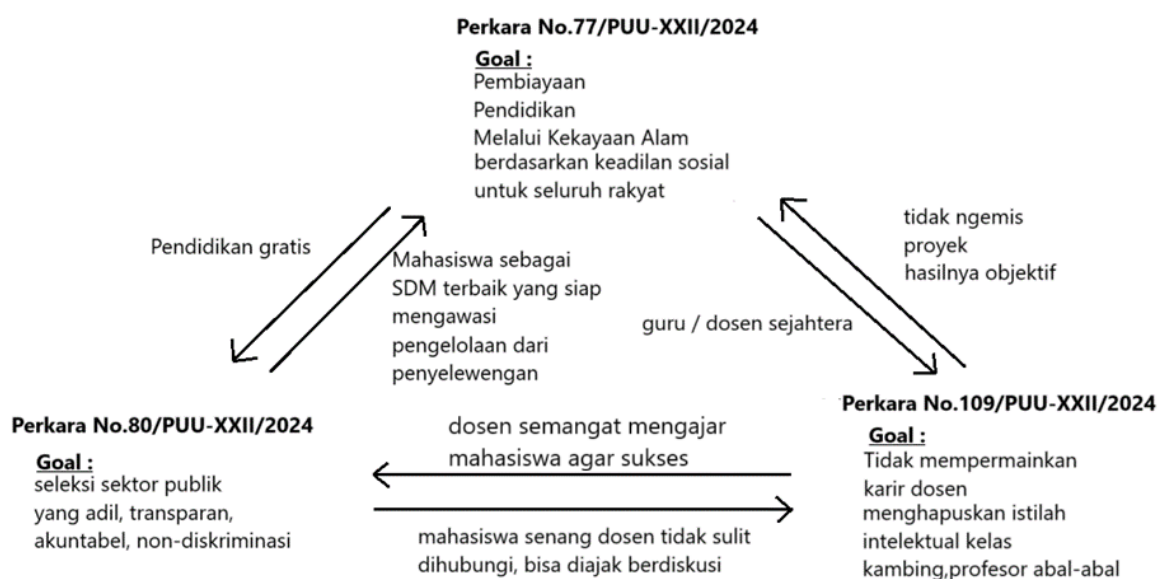 Perkara No.77/PUU-XXII/2024
Goal :
Pembiayaan
Pendidikan
Melalui Kekayaan Alam
berdasarkan keadilan sosial
untuk seluruh rakyat
Pendidikan gratis
Mahasiswa sebagai
SDM terbaik yang siap
mengawasi
pengelolaan dari
penyelewengan
tidak ngemis
proyek
hasilnya objektif
guru / dosen sejahtera
Perkara No.80/PUU-XXII/2024
Goal :
seleksi sektor publik
yang adil, transparan,
akuntabel, non-diskriminasi
dosen semangat mengajar
mahasiswa agar sukses
mahasiswa senang dosen tidak sulit
dihubungi, bisa diajak berdiskusi
Perkara No.109/PUU-XXII/2024
Goal :
Tidak mempermainkan
karir dosen
menghapuskan istilah
intelektual kelas
kambing,profesor abal-abal